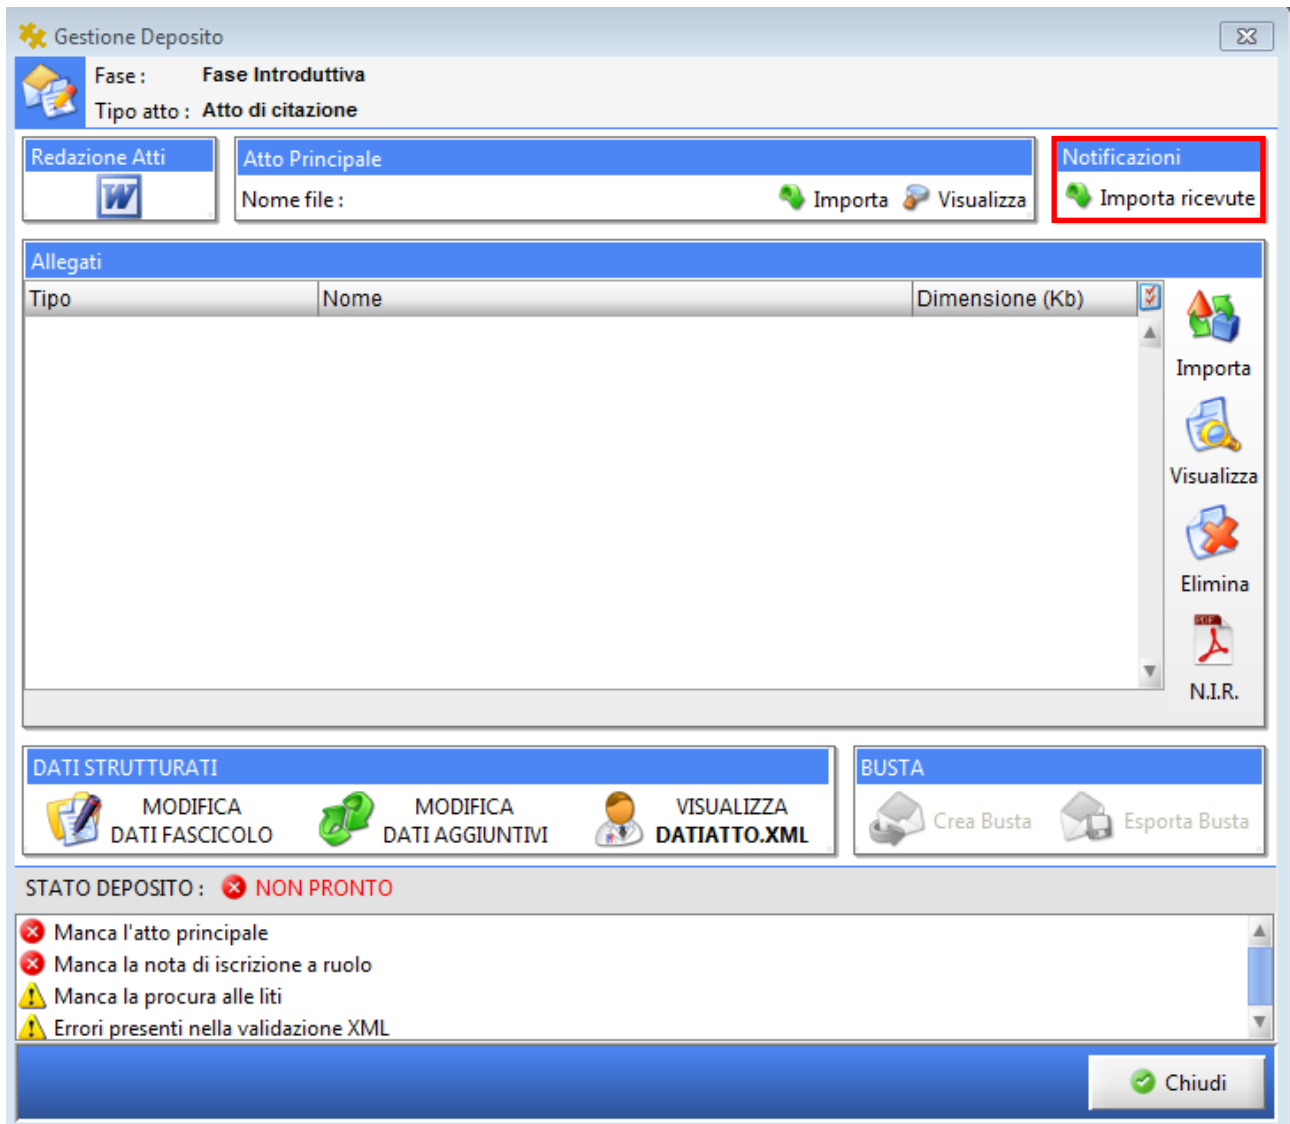 Gestione Deposito
Fase : Fase Introduttiva
Tipo atto : Atto di citazione
Redazione Atti
Atto Principale
Notificazioni
Nome file :
Importa
Visualizza
Importa ricevute
Allegati
Tipo Nome Dimensione (Kb)
Importa
Visualizza
Elimina
PDF
N.I.R.
DATI STRUTTURATI
MODIFICA
DATI FASCICOLO
MODIFICA
DATI AGGIUNTIVI
VISUALIZZA
DATIATTO.XML
BUSTA
Crea Busta
Esporta Busta
STATO DEPOSITO : NON PRONTO
Manca l'atto principale
Manca la nota di iscrizione a ruolo
Manca la procura alle liti
Errori presenti nella validazione XML
Chiudi